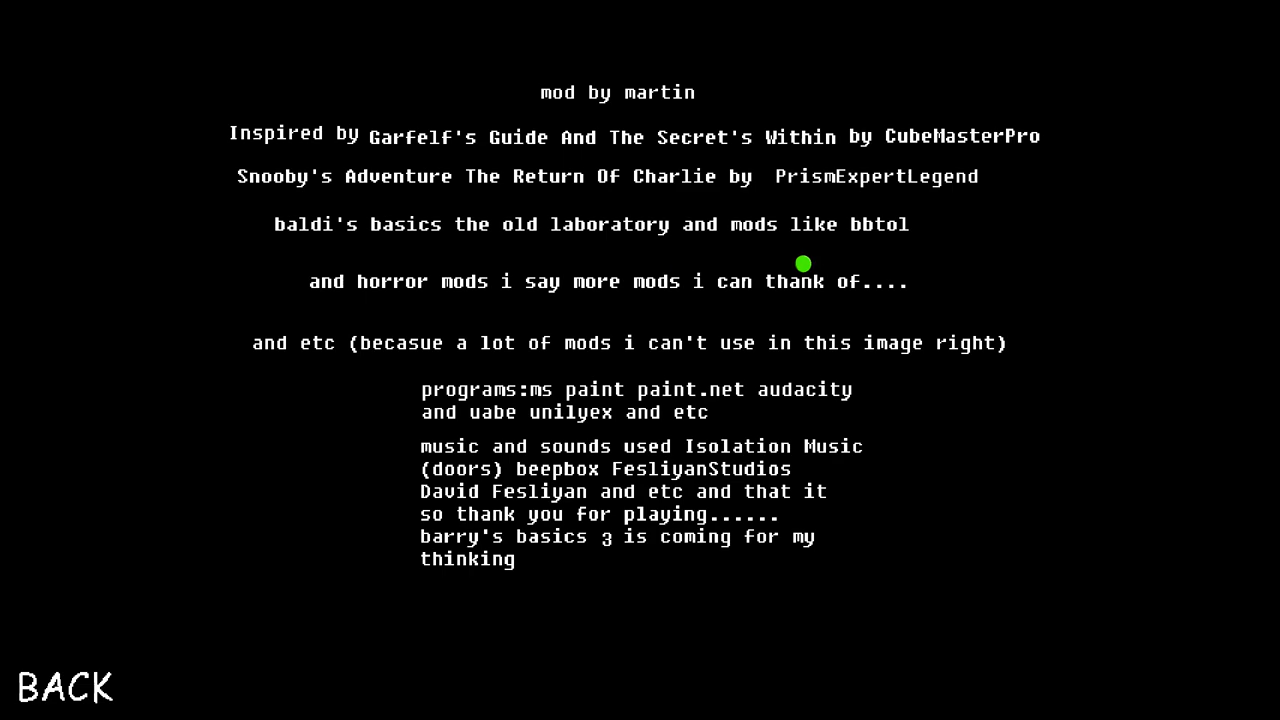 mod by martin
Inspired by Garfelf's Guide And The Secret's Within by CubeMasterPro
Snooby's Adventure The Return Of Charlie by PrismExpertLegend
baldi's basics the old laboratory and mods like bbtol
and horror mods i say more mods i can thank of....
and etc (becasue a lot of mods i can't use in this image right)
programs:ms paint paint.net audacity
and uabe unilyex and etc
music and sounds used Isolation Music
(doors) beepbox FesliyanStudios
David Fesliyan and etc and that it
so thank you for playing......
barry's basics 3 is coming for my
thinking
BACK